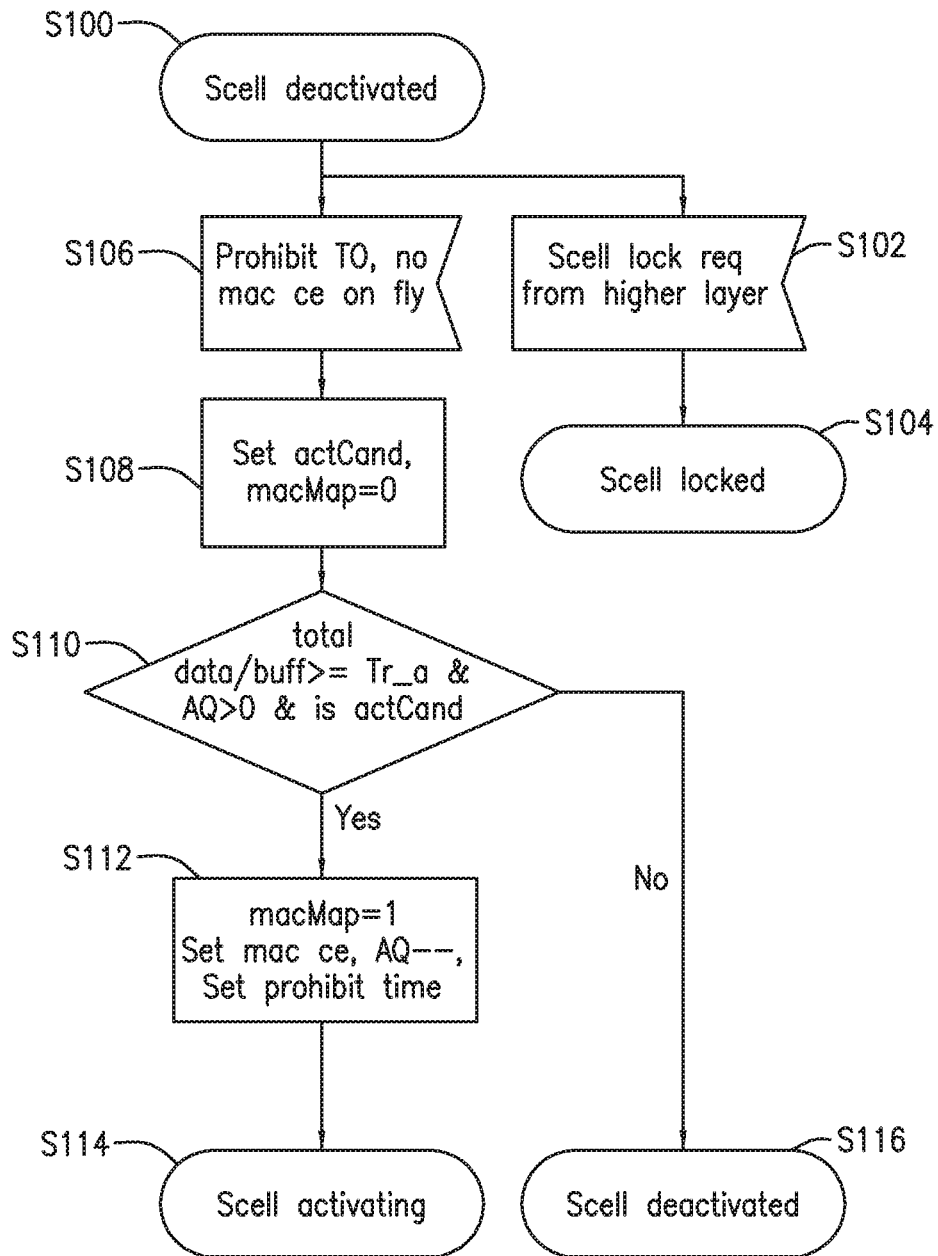 S100
Scell deactivated
S106
Prohibit TO, no
mac ce on fly
Scell lock req
from higher layer
S102
S108
Set actCand,
macMap=0
S104
Scell locked
S110
total
data/buff>= Tr_a &
AQ>0 & is actCand
Yes
No
S112
macMap=1
Set mac ce, AQ--,
Set prohibit time
S114
Scell activating
S116
Scell deactivated